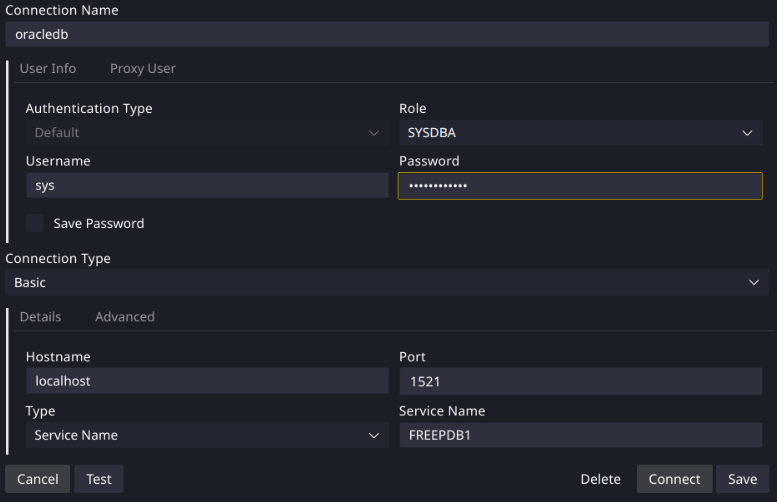 Connection Name
oracledb
User Info Proxy User
Authentication Type Role
Default SYSDBA
Username Password
sys ••••••••••••
Save Password
Connection Type
Basic
Details Advanced
Hostname Port
localhost 1521
Type Service Name
Service Name FREEPDB1
Cancel Test Delete Connect Save